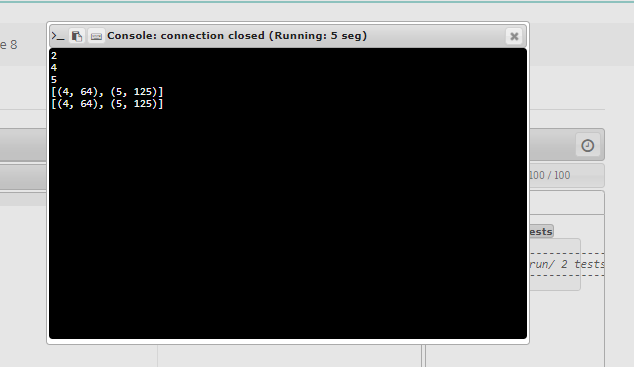 e 8
Console: connection closed (Running: 5 seg)
2
4
5
[(4, 64), (5, 125)]
[(4, 64), (5, 125)]
100 / 100
ests
run/ 2 tests